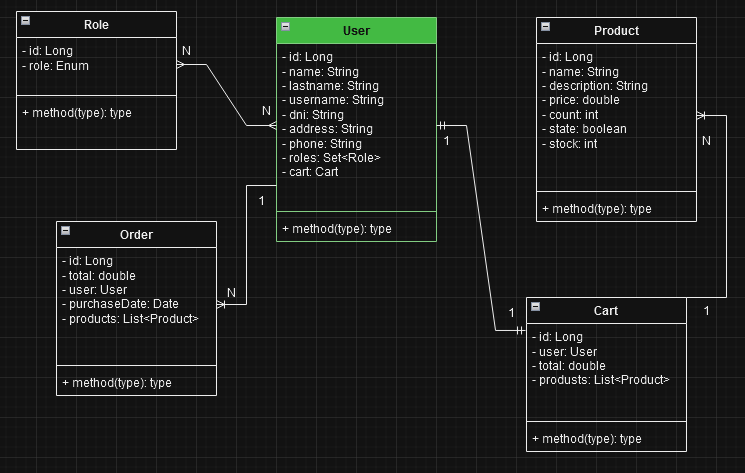 Role
- id: Long
- role: Enum
+ method(type): type
N
User
- id: Long
- name: String
- lastname: String
- username: String
- dni: String
- address: String
- phone: String
- roles: Set<Role>
- cart: Cart
+ method(type): type
N
1
1
Product
- id: Long
- name: String
- description: String
- price: double
- count: int
- state: boolean
- stock: int
+ method(type): type
N
Order
- id: Long
- total: double
- user: User
- purchaseDate: Date
- products: List<Product>
+ method(type): type
N
1
Cart
- id: Long
- user: User
- total: double
- produsts: List<Product>
+ method(type): type
1